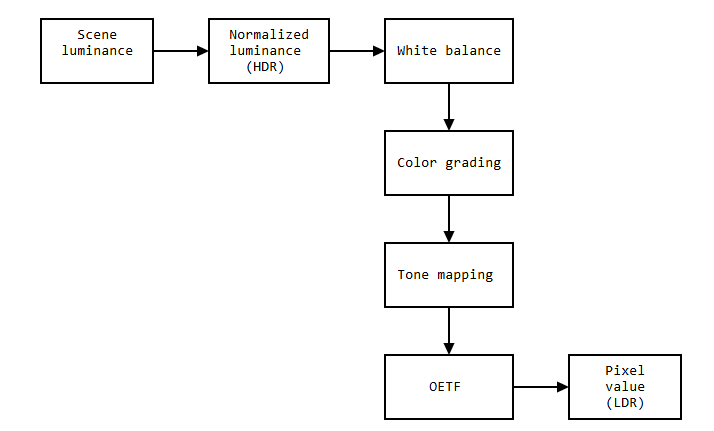 Scene
luminance
Normalized
luminance
(HDR)
White balance
Color grading
Tone mapping
OETF
Pixel
value
(LDR)